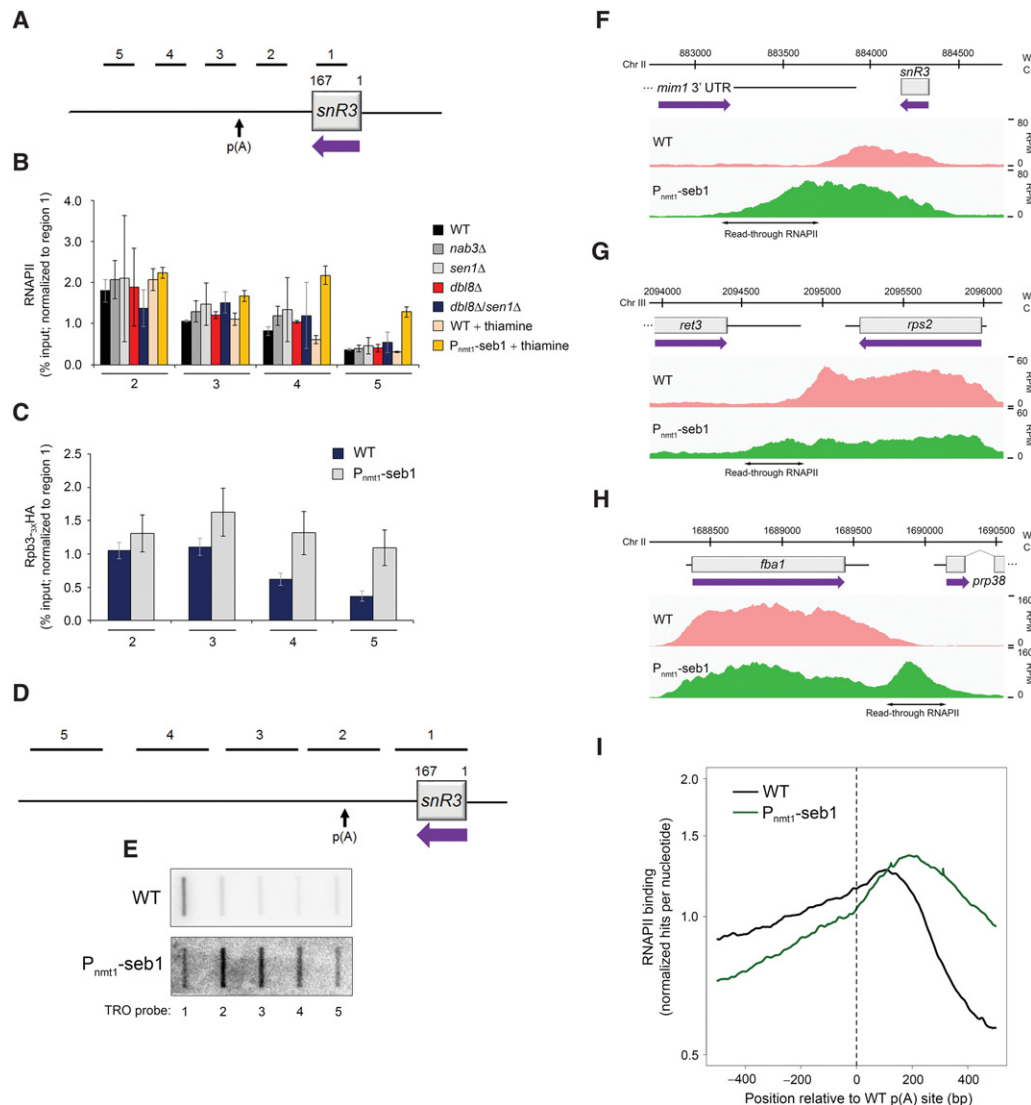 A
5 4 3 2 1
167 1
snR3
p(A)
B
RNAPII
(% input; normalized to region 1)
4.0
3.0
2.0
1.0
0.0
2 3 4 5
WT
nab3Δ
sen1Δ
dbl8Δ
dbl8Δ/sen1Δ
WT + thiamine
Pnmt1-seb1 + thiamine
C
Rpb3-3xHA
(% input; normalized to region 1)
2.5
2.0
1.5
1.0
0.5
0.0
2 3 4 5
WT
Pnmt1-seb1
D
5 4 3 2 1
167 1
snR3
p(A)
E
WT
Pnmt1-seb1
TRO probe: 1 2 3 4 5
F
883000 883500 884000 884500
Chr II
W
C
snR3
··· mim1 3' UTR
WT
80
RPM
0
Pnmt1-seb1
80
RPM
0
Read-through RNAPII
G
2094000 2094500 2095000 2095500 2096000
Chr III
W
C
··· ret3 rps2
WT
60
RPM
0
Pnmt1-seb1
60
RPM
0
Read-through RNAPII
H
1688500 1689000 1689500 1690000 1690500
Chr II
W
C
fba1 ···
prp38
WT
160
RPM
0
Pnmt1-seb1
160
RPM
0
Read-through RNAPII
I
RNAPII binding
(normalized hits per nucleotide)
2.0
1.5
1.0
0.5
WT
Pnmt1-seb1
−400 −200 0 200 400
Position relative to WT p(A) site (bp)